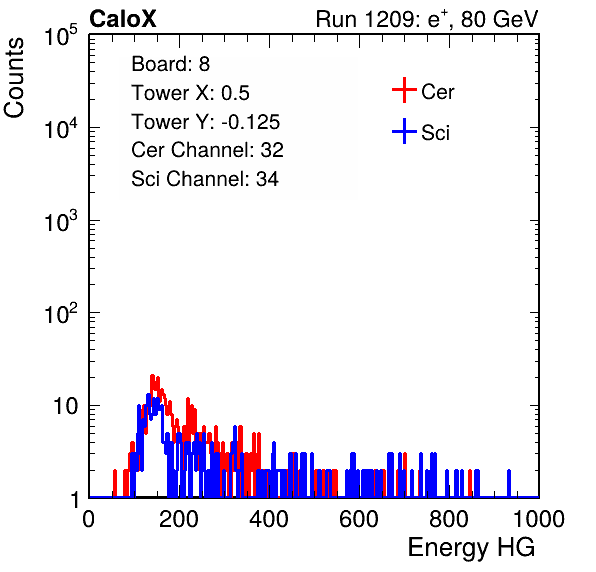 CaloX Run 1209: e⁺, 80 GeV
Counts
10⁵
10⁴
10³
10²
10
1
Board: 8
Tower X: 0.5
Tower Y: -0.125
Cer Channel: 32
Sci Channel: 34
Cer
Sci
0 200 400 600 800 1000
Energy HG